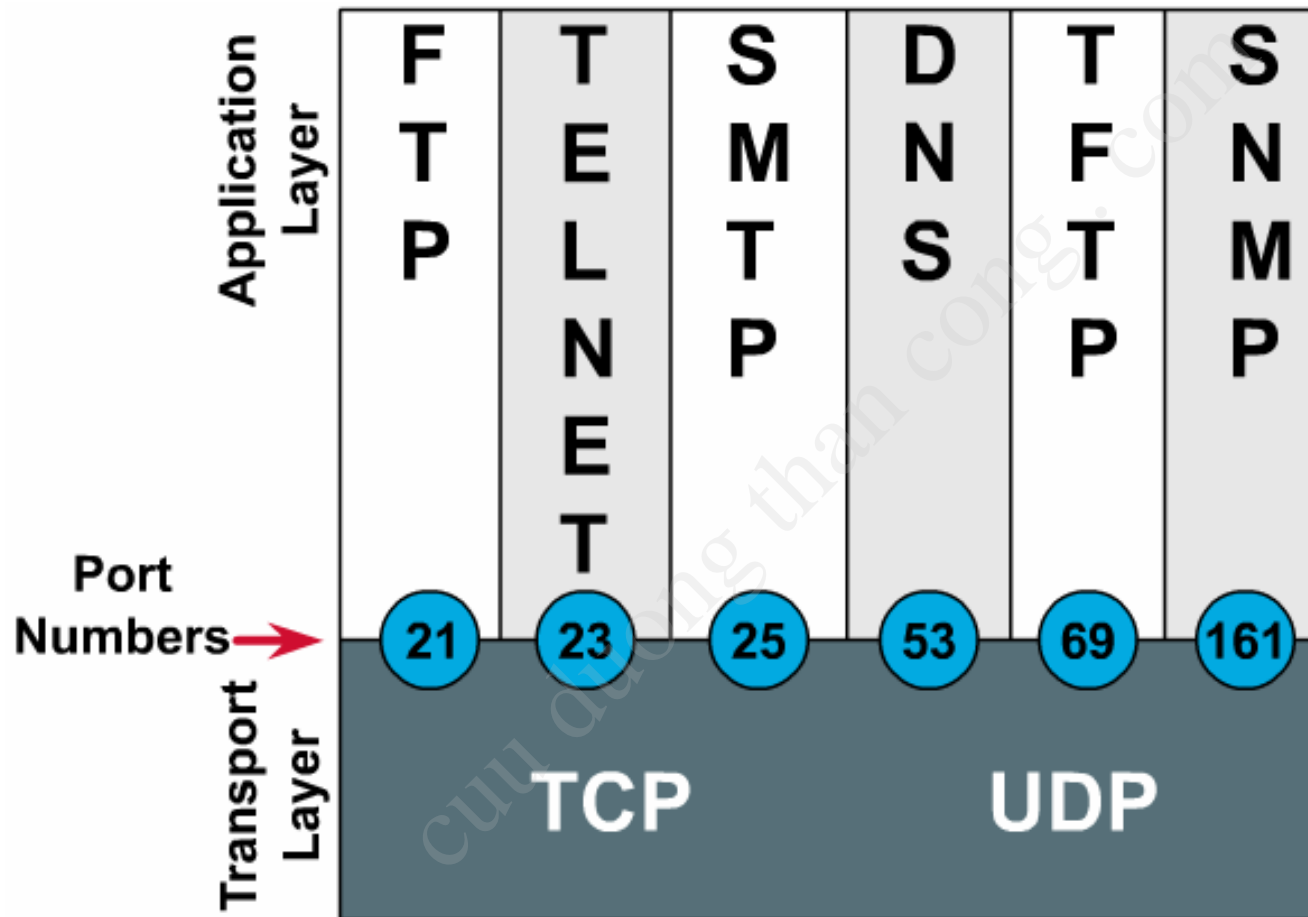 Application
Layer
FTP
TELNET
SMTP
DNS
TFTP
SNMP
Port
Numbers
21
23
25
53
69
161
Transport
Layer
TCP
UDP
cuu duong than cong . com